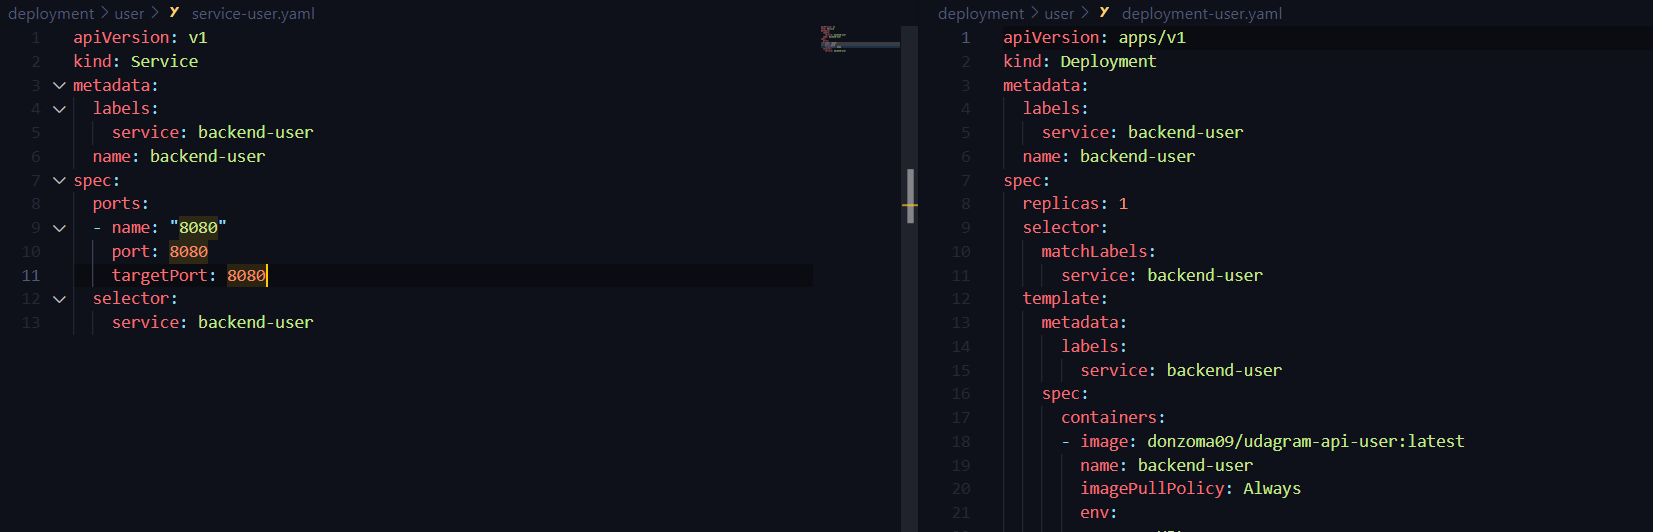 deployment > user > service-user.yaml
1 apiVersion: v1
2 kind: Service
3 metadata:
4 labels:
5 service: backend-user
6 name: backend-user
7 spec:
8 ports:
9 - name: "8080"
10 port: 8080
11 targetPort: 8080
12 selector:
13 service: backend-user
deployment > user > deployment-user.yaml
1 apiVersion: apps/v1
2 kind: Deployment
3 metadata:
4 labels:
5 service: backend-user
6 name: backend-user
7 spec:
8 replicas: 1
9 selector:
10 matchLabels:
11 service: backend-user
12 template:
13 metadata:
14 labels:
15 service: backend-user
16 spec:
17 containers:
18 - image: donzoma09/udagram-api-user:latest
19 name: backend-user
20 imagePullPolicy: Always
21 env: